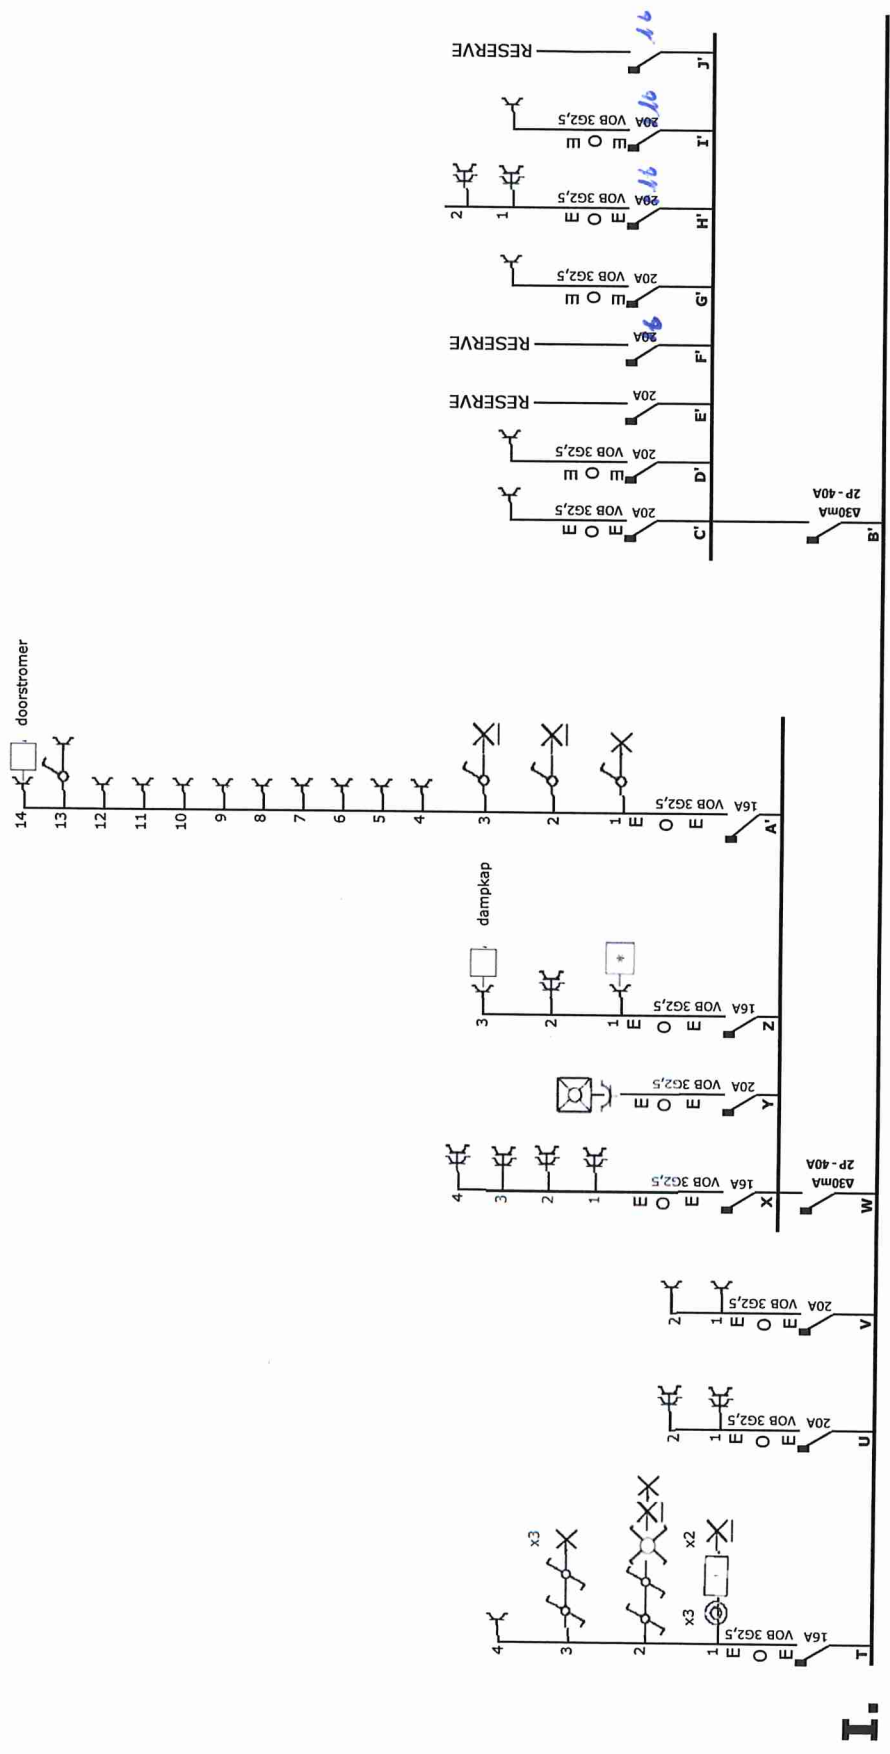 I.
T
16A
VOB 3G2,5
E O E
1
x3
x2
2
3
x3
4
U
20A
VOB 3G2,5
E O E
1
2
V
20A
VOB 3G2,5
E O E
1
2
W
Δ30mA
2P - 40A
X
16A
VOB 3G2,5
E O E
1
2
3
4
Y
20A
VOB 3G2,5
E O E
Z
16A
VOB 3G2,5
E O E
1
*
2
3
dampkap
A'
16A
VOB 3G2,5
E O E
1
2
3
4
5
6
7
8
9
10
11
12
13
14
doorstromer
B'
Δ30mA
2P - 40A
C'
20A
VOB 3G2,5
E O E
D'
20A
VOB 3G2,5
E O E
E'
20A
RESERVE
F'
20A
RESERVE
G'
20A
VOB 3G2,5
E O E
H'
20A
VOB 3G2,5
E O E
1
2
I'
20A
VOB 3G2,5
E O E
J'
RESERVE